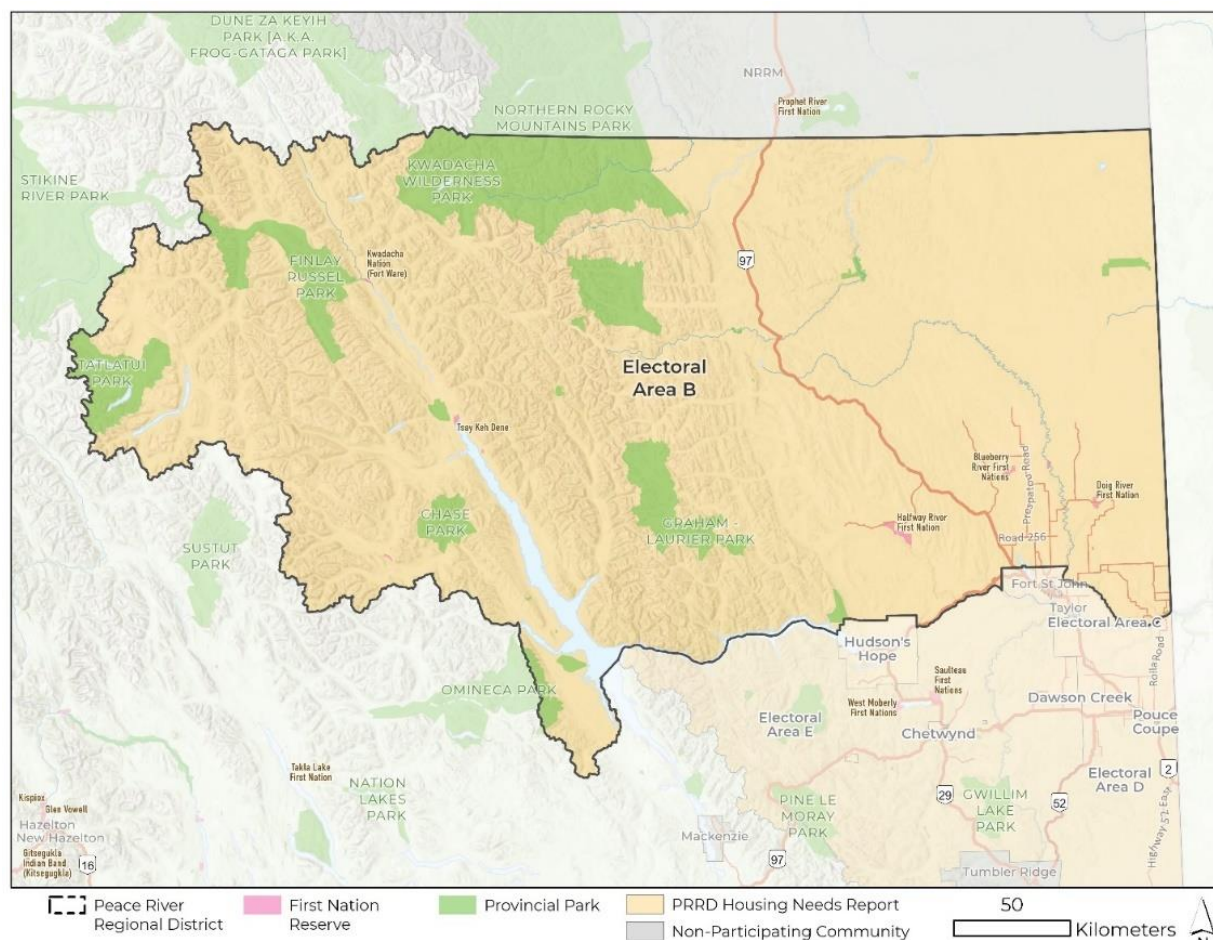 DUNE ZA KEYIH
PARK [A.K.A.
FROG-GATAGA PARK]
NRRM
NORTHERN ROCKY
MOUNTAINS PARK
Prophet River
First Nation
STIKINE
RIVER PARK
KWADACHA
WILDERNESS
PARK
Kwadacha
Nation
(Fort Ware)
FINLAY
RUSSEL
PARK
97
TATLATUI
PARK
Electoral
Area B
Tsay Keh Dene
Blueberry
River First
Nations
Prespatou Road
Doig River
First Nation
CHASE
PARK
GRAHAM -
LAURIER PARK
Halfway River
First Nation
Road 256
SUSTUT
PARK
Fort St John
Taylor
Electoral Area C
Hudson's
Hope
Rolla Road
Saulteau
First
Nations
OMINECA PARK
West Moberly
First Nations
Dawson Creek
Electoral
Area E
Chetwynd
Pouce
Coupe
Takla Lake
First Nation
NATION
LAKES
PARK
Electoral
Area D
2
Kispiox
Glen Vowell
Hazelton
New Hazelton
Gitsegukla
Indian Band
(Kitsegukla)
16
PINE LE
MORAY
PARK
29
GWILLIM
LAKE
PARK
52
Highway 52 East
Mackenzie
97
Tumbler Ridge
Peace River
Regional District
First Nation
Reserve
Provincial Park
PRRD Housing Needs Report
Non-Participating Community
50
Kilometers
N